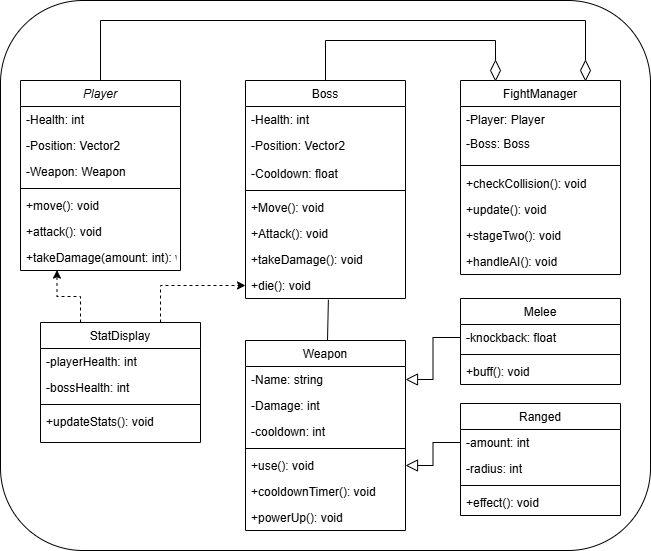 Player
-Health: int
-Position: Vector2
-Weapon: Weapon
+move(): void
+attack(): void
+takeDamage(amount: int):
Boss
-Health: int
-Position: Vector2
-Cooldown: float
+Move(): void
+Attack(): void
+takeDamage(): void
+die(): void
FightManager
-Player: Player
-Boss: Boss
+checkCollision(): void
+update(): void
+stageTwo(): void
+handleAI(): void
StatDisplay
-playerHealth: int
-bossHealth: int
+updateStats(): void
Weapon
-Name: string
-Damage: int
-cooldown: int
+use(): void
+cooldownTimer(): void
+powerUp(): void
Melee
-knockback: float
+buff(): void
Ranged
-amount: int
-radius: int
+effect(): void